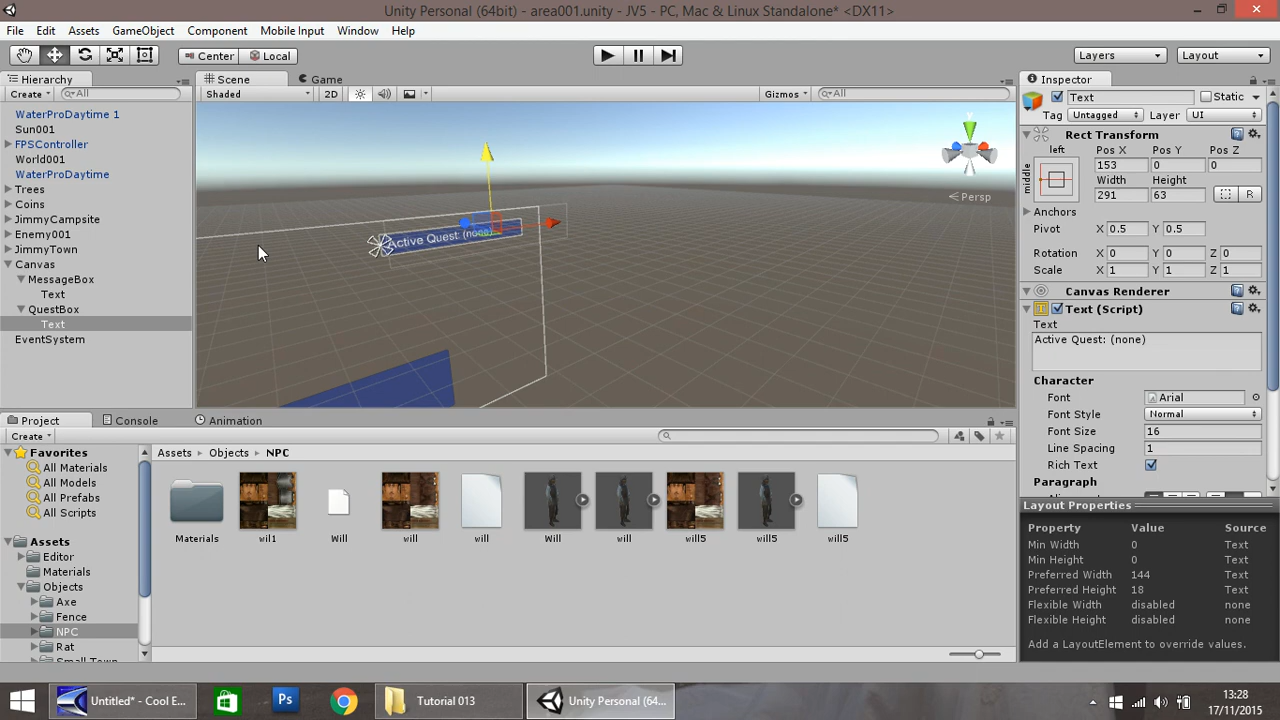 Unity Personal (64bit) - area001.unity - JV5 - PC, Mac & Linux Standalone* <DX11>
File Edit Assets GameObject Component Mobile Input Window Help
Center Local Layers Layout
Hierarchy
Create All
WaterProDaytime 1
Sun001
FPSController
World001
WaterProDaytime
Trees
Coins
JimmyCampsite
Enemy001
JimmyTown
Canvas
MessageBox
Text
QuestBox
Text
EventSystem
Scene Game
Shaded 2D Gizmos All
y
Persp
Active Quest: (none)
Inspector
Text Static
Tag Untagged Layer UI
Rect Transform
left Pos X Pos Y Pos Z
middle 153 0 0
Width Height
291 63 R
Anchors
Pivot X 0.5 Y 0.5
Rotation X 0 Y 0 Z 0
Scale X 1 Y 1 Z 1
Canvas Renderer
Text (Script)
Text
Active Quest: (none)
Character
Font Arial
Font Style Normal
Font Size 16
Line Spacing 1
Rich Text
Paragraph
Layout Properties
Property Value Source
Min Width 0 Text
Min Height 0 Text
Preferred Width 144 Text
Preferred Height 18 Text
Flexible Width disabled none
Flexible Height disabled none
Add a LayoutElement to override values.
Project Console Animation
Create
Favorites
All Materials
All Models
All Prefabs
All Scripts
Assets
Editor
Materials
Objects
Axe
Fence
NPC
Rat
Small Town
Assets Objects NPC
Materials wil1 Will will will Will will will5 will5 will5
Untitled* - Cool E... Ps Tutorial 013 Unity Personal (64...
13:28
17/11/2015